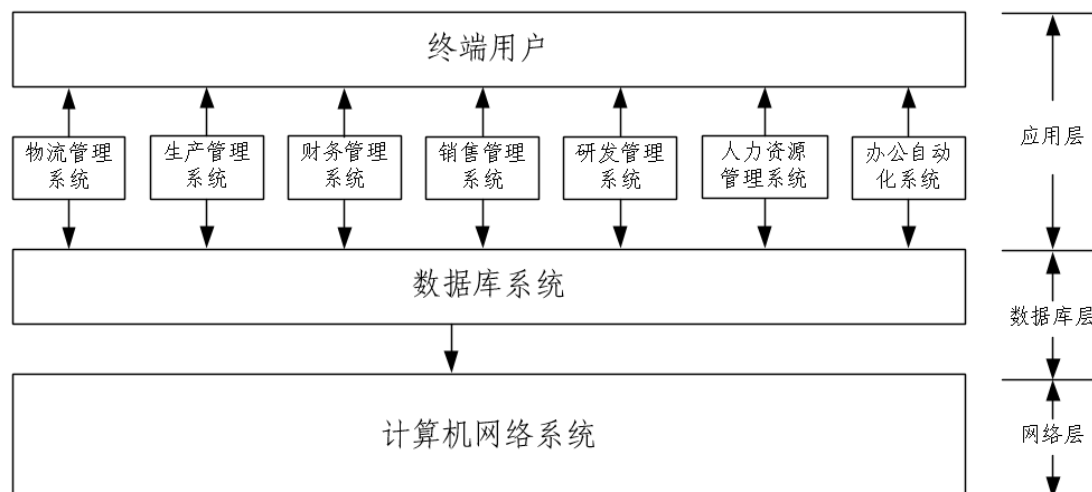 终端用户
物流管理
系统
生产管理
系统
财务管理
系统
销售管理
系统
研发管理
系统
人力资源
管理系统
办公自动
化系统
应用层
数据库系统
数据库层
计算机网络系统
网络层